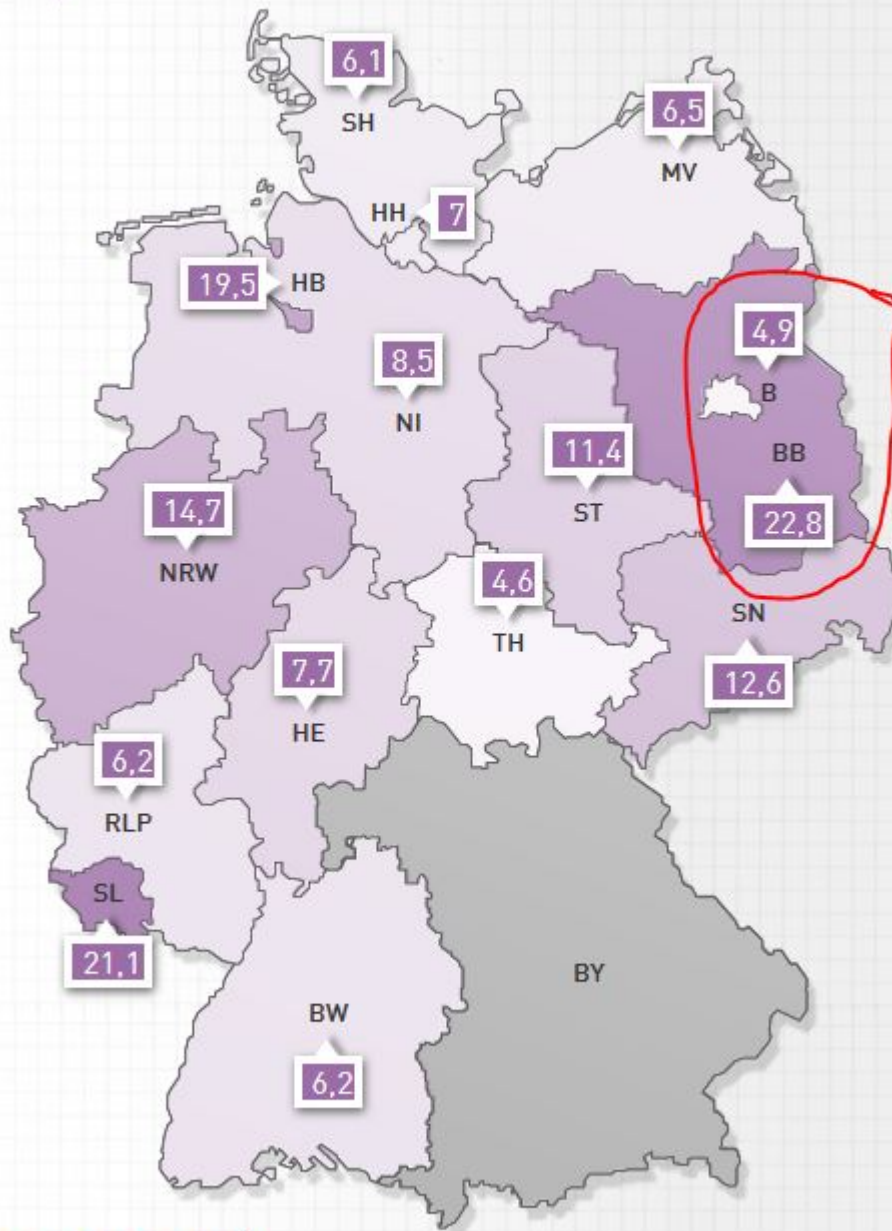 6,1
SH
6,5
MV
HH
7
19,5
HB
4,9
B
8,5
NI
11,4
ST
BB
22,8
14,7
NRW
4,6
TH
SN
12,6
7,7
HE
6,2
RLP
SL
21,1
BY
BW
6,2